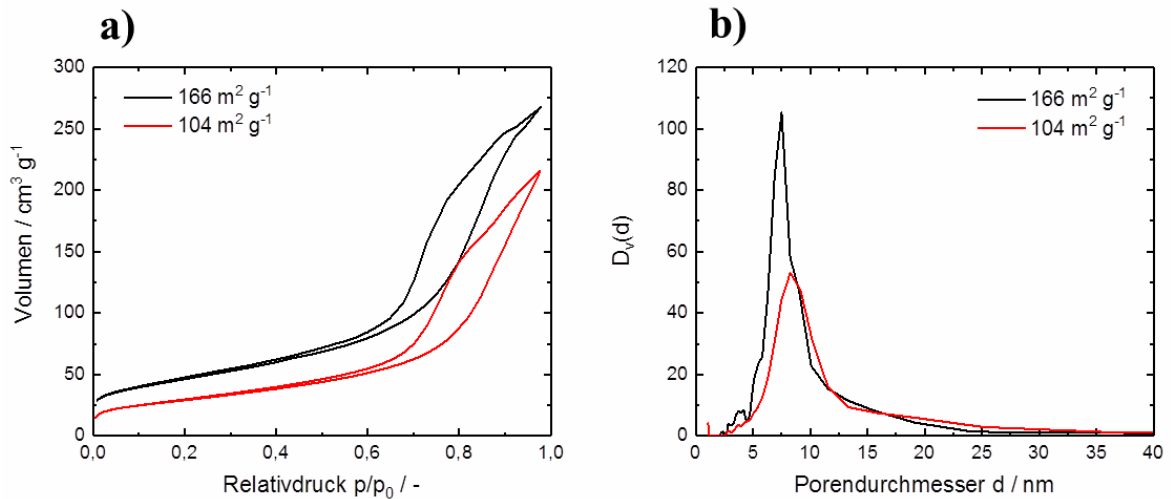 a)
300
250
200
150
100
50
0
Volumen / cm³ g⁻¹
166 m² g⁻¹
104 m² g⁻¹
0,0 0,2 0,4 0,6 0,8 1,0
Relativdruck p/p₀ / -
b)
120
100
80
60
40
20
0
Dᵥ(d)
166 m² g⁻¹
104 m² g⁻¹
0 5 10 15 20 25 30 35 40
Porendurchmesser d / nm